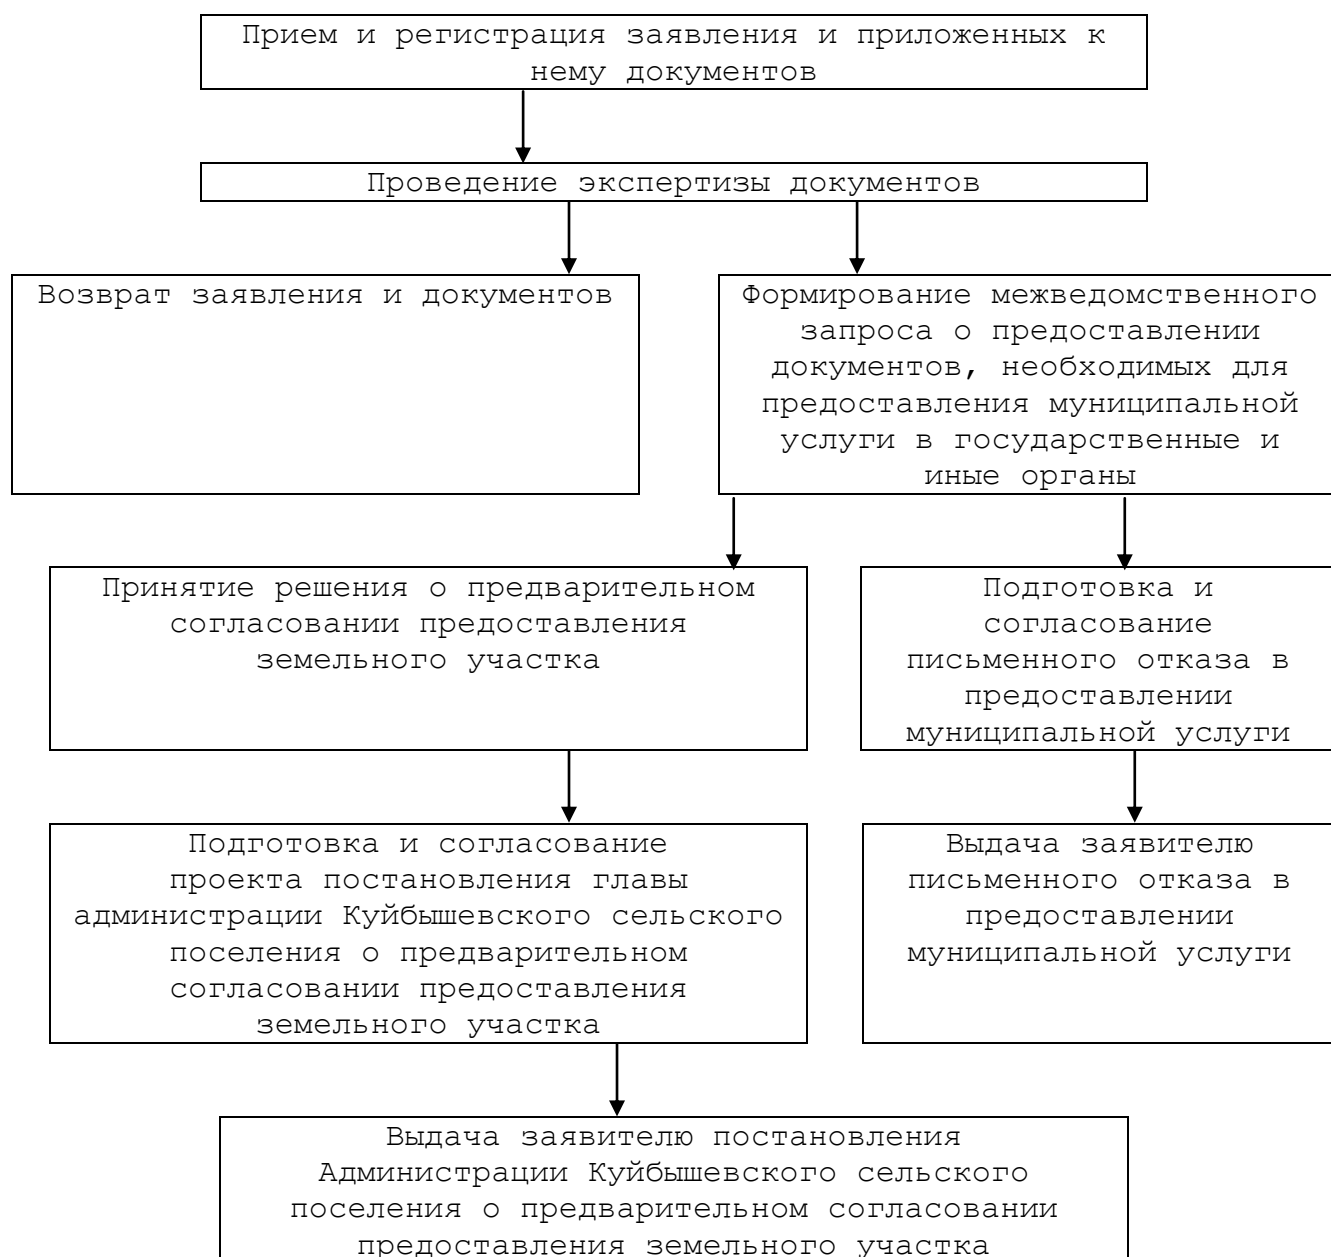 Прием и регистрация заявления и приложенных к
нему документов
Проведение экспертизы документов
Возврат заявления и документов
Формирование межведомственного
запроса о предоставлении
документов, необходимых для
предоставления муниципальной
услуги в государственные и
иные органы
Принятие решения о предварительном
согласовании предоставления
земельного участка
Подготовка и
согласование
письменного отказа в
предоставлении
муниципальной услуги
Подготовка и согласование
проекта постановления главы
администрации Куйбышевского сельского
поселения о предварительном
согласовании предоставления
земельного участка
Выдача заявителю
письменного отказа в
предоставлении
муниципальной услуги
Выдача заявителю постановления
Администрации Куйбышевского сельского
поселения о предварительном согласовании
предоставления земельного участка